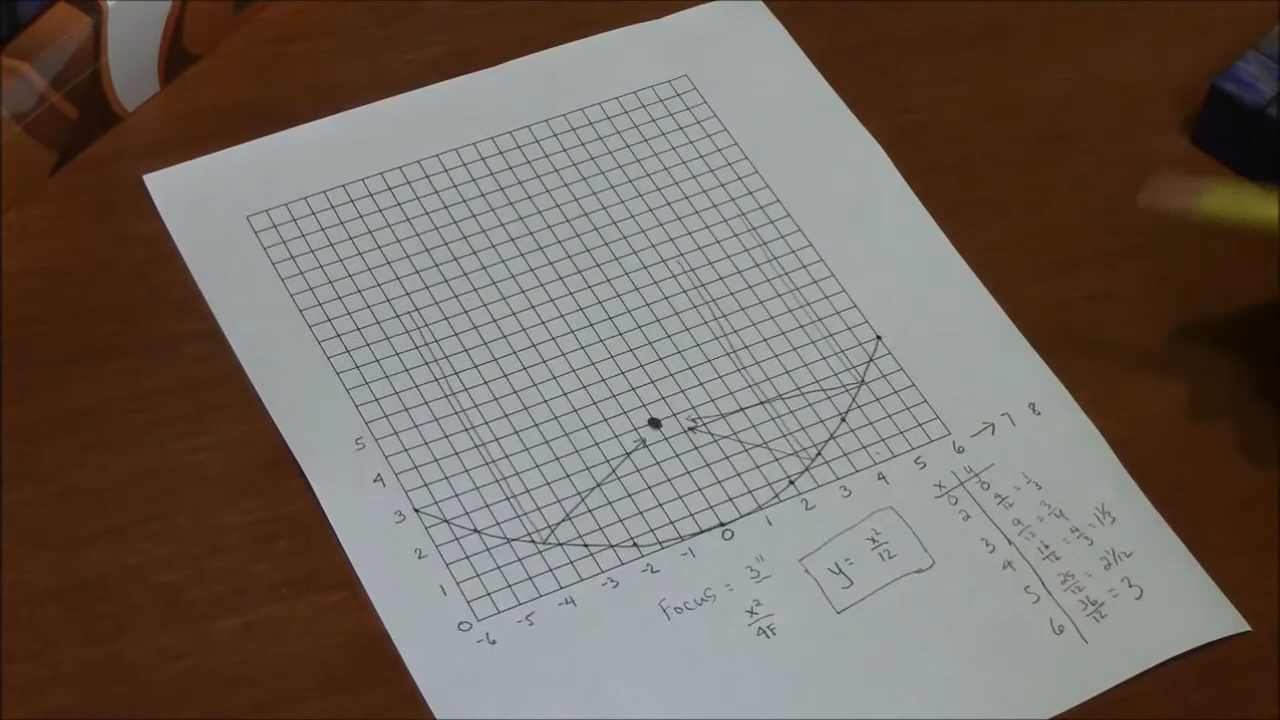 5
4
3
2
1
0
-6 -5 -4 -3 -2 -1 0 1 2 3 4 5 6 → 7 8
Focus = 3"
x²/4F
y = x²/12
x | y
0 | 0
2 | 4/12 = 1/3
3 | 9/12 = 3/4
4 | 16/12 = 4/3 = 1 1/3
5 | 25/12 = 2 1/12
6 | 36/12 = 3